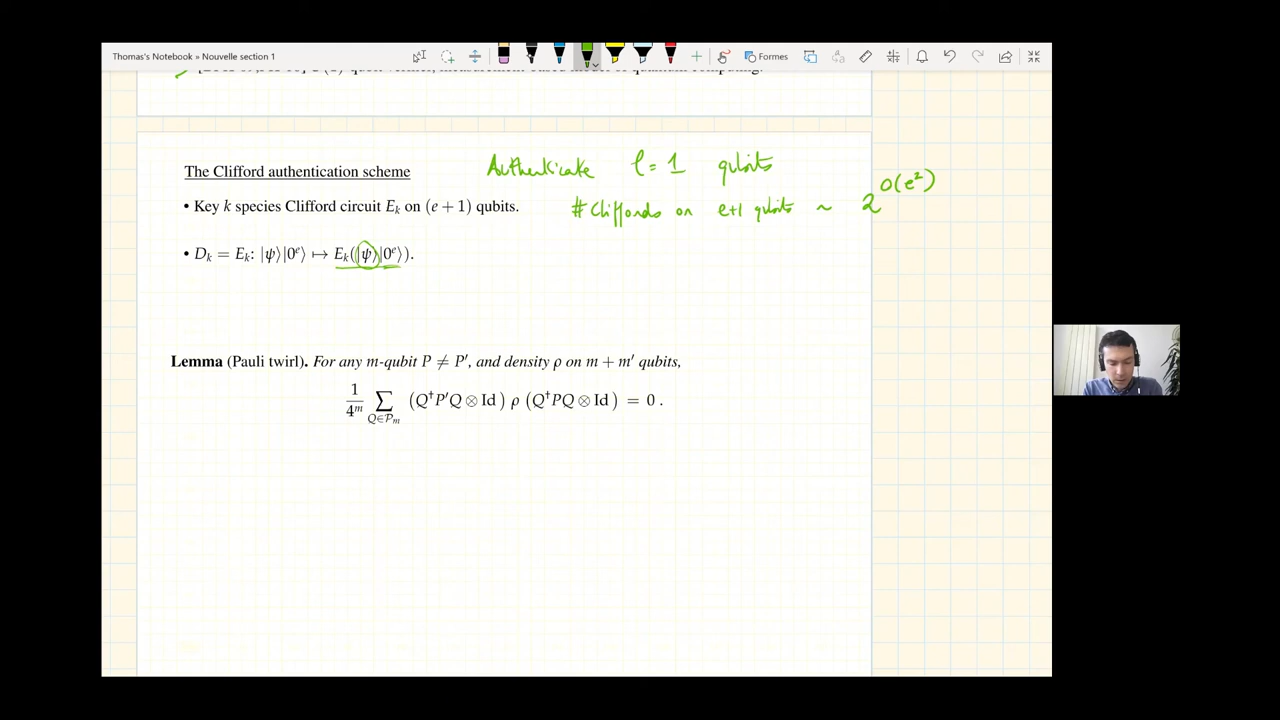 Thomas's Notebook » Nouvelle section 1
Formes
The Clifford authentication scheme
Authenticate ℓ = 1 qubits
• Key k species Clifford circuit E_k on (e + 1) qubits.
# Cliffords on e+1 qubits ~ 2^{O(e²)}
• D_k = E_k: |ψ⟩|0^e⟩ ↦ E_k(|ψ⟩|0^e⟩).
Lemma (Pauli twirl). For any m-qubit P ≠ P′, and density ρ on m + m′ qubits,
1/4^m ∑_{Q∈𝒫_m} (Q†P′Q ⊗ Id) ρ (Q†PQ ⊗ Id) = 0 .